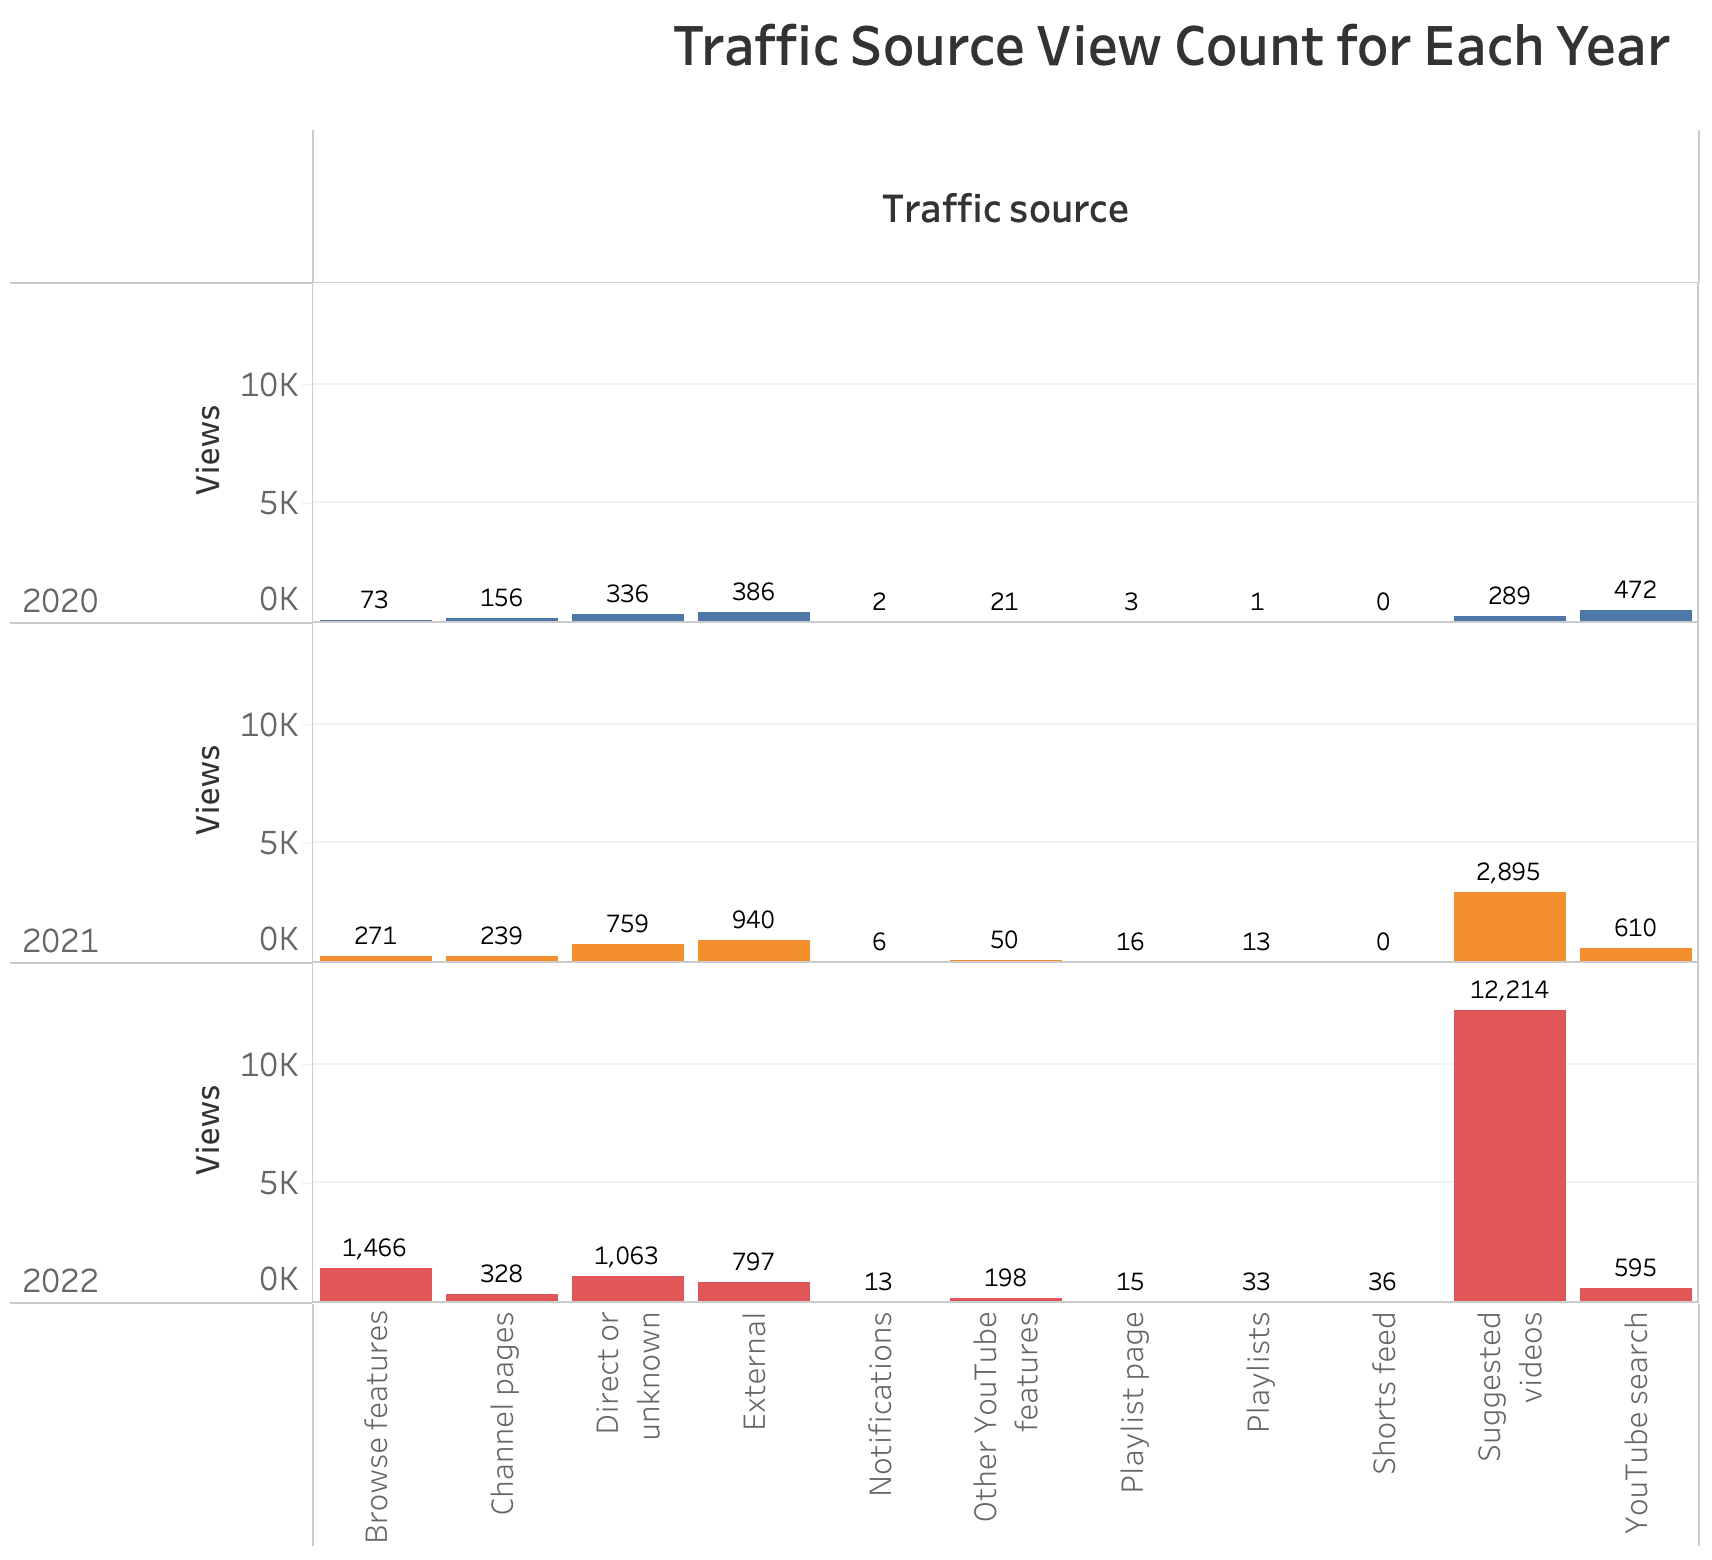 Traffic Source View Count for Each Year
Traffic source
10K
5K
0K
Views
2020
73 156 336 386 2 21 3 1 0 289 472
10K
5K
0K
Views
2021
271 239 759 940 6 50 16 13 0 2,895 610
10K
5K
0K
Views
2022
1,466 328 1,063 797 13 198 15 33 36 12,214 595
Browse features
Channel pages
Direct or
unknown
External
Notifications
Other YouTube
features
Playlist page
Playlists
Shorts feed
Suggested
videos
YouTube search